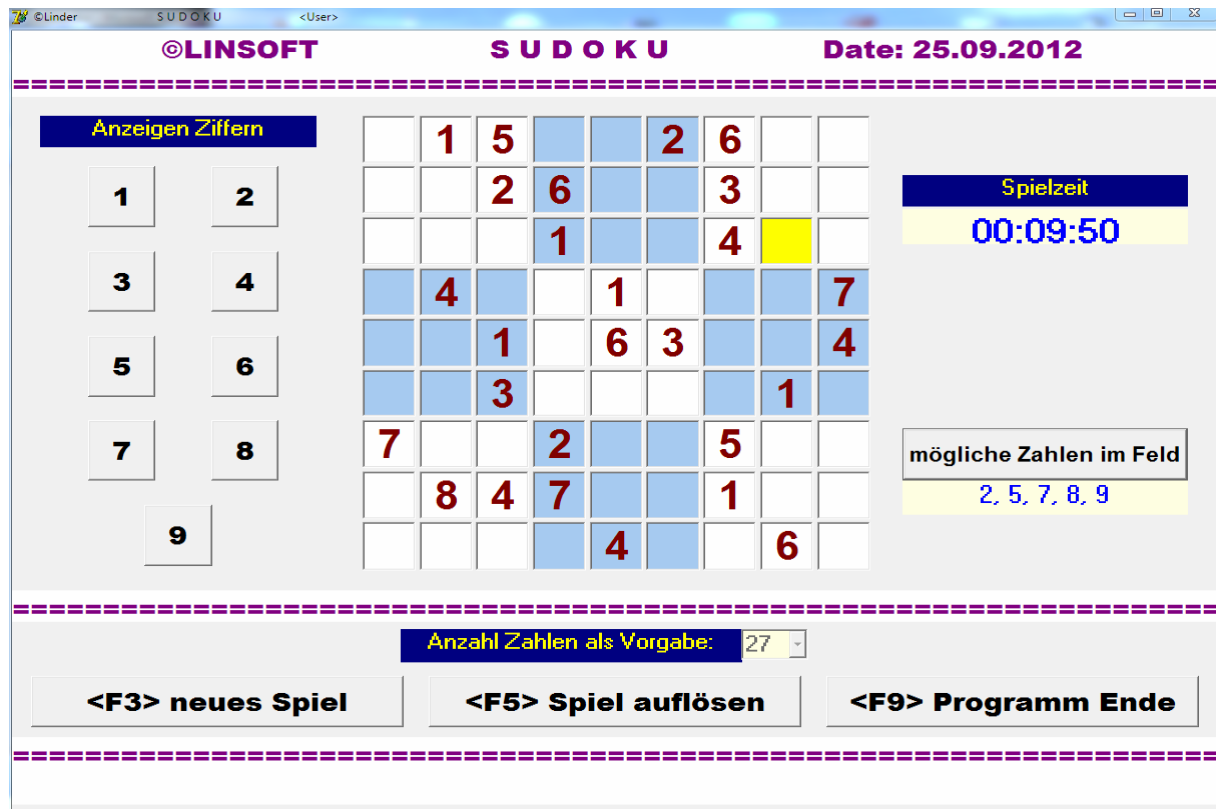 ©Linder SUDOKU <User>
©LINSOFT SUDOKU Date: 25.09.2012
Anzeigen Ziffern
1 2
3 4
5 6
7 8
9
1 5 2 6
2 6 3
1 4
4 1 7
1 6 3 4
3 1
7 2 5
8 4 7 1
4 6
Spielzeit
00:09:50
mögliche Zahlen im Feld
2, 5, 7, 8, 9
Anzahl Zahlen als Vorgabe: 27
<F3> neues Spiel <F5> Spiel auflösen <F9> Programm Ende